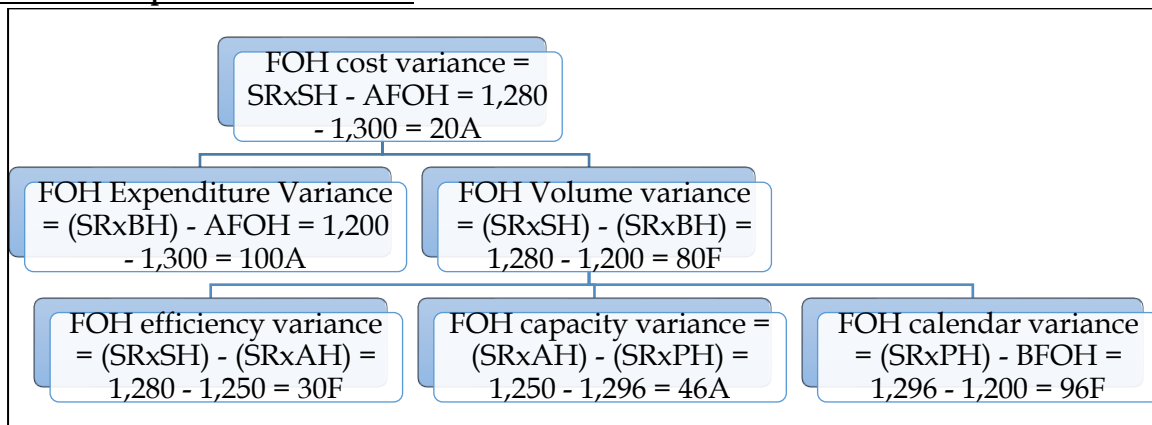 FOH cost variance =
SRxSH - AFOH = 1,280
- 1,300 = 20A
FOH Expenditure Variance
= (SRxBH) - AFOH = 1,200
- 1,300 = 100A
FOH Volume variance
= (SRxSH) - (SRxBH) =
1,280 - 1,200 = 80F
FOH efficiency variance
= (SRxSH) - (SRxAH) =
1,280 - 1,250 = 30F
FOH capacity variance =
(SRxAH) - (SRxPH) =
1,250 - 1,296 = 46A
FOH calendar variance
= (SRxPH) - BFOH =
1,296 - 1,200 = 96F